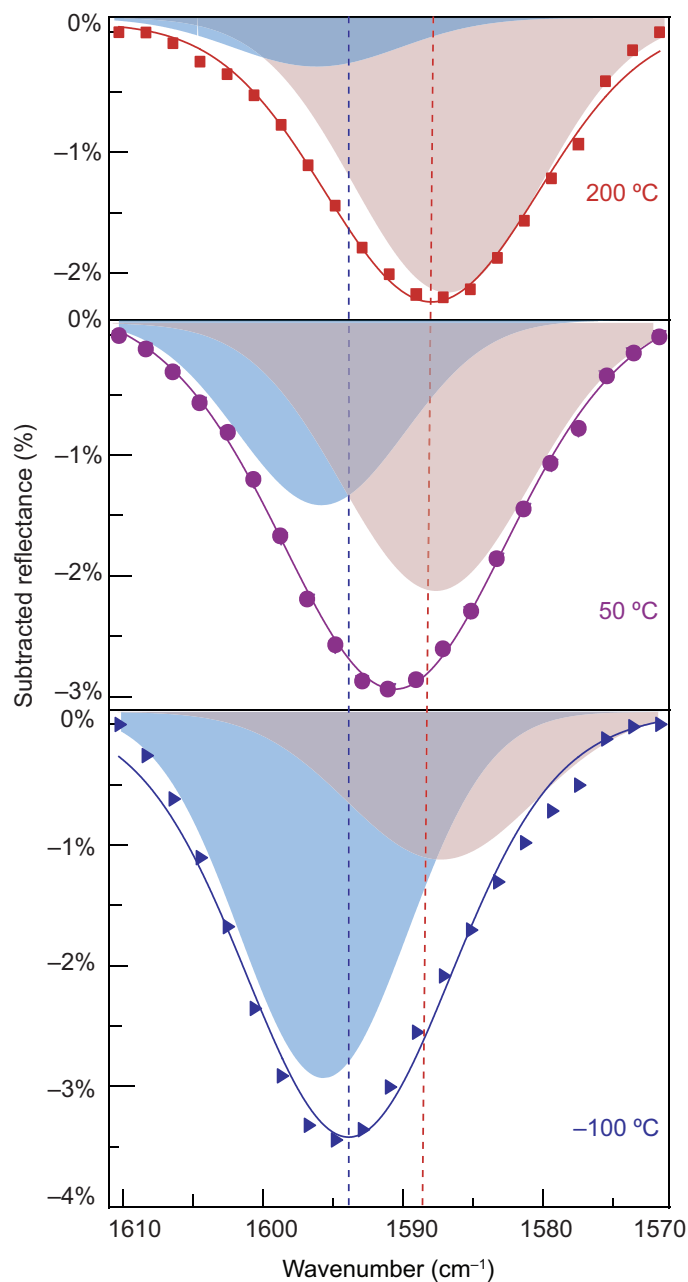 0%
–1%
200 ºC
–2%
0%
–1%
–2%
50 ºC
–3%
Subtracted reflectance (%)
0%
–1%
–2%
–3%
–100 ºC
–4%
1610 1600 1590 1580 1570
Wavenumber (cm⁻¹)